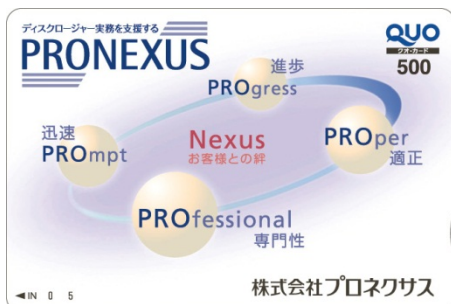 ディスクロージャー実務を支援する
PRONEXUS
QUO
クオ・カード
500
進歩
PROgress
迅速
PROmpt
Nexus
お客様との絆
PROper
適正
PROfessional
専門性
◀IN 0 5
株式会社プロネクサス